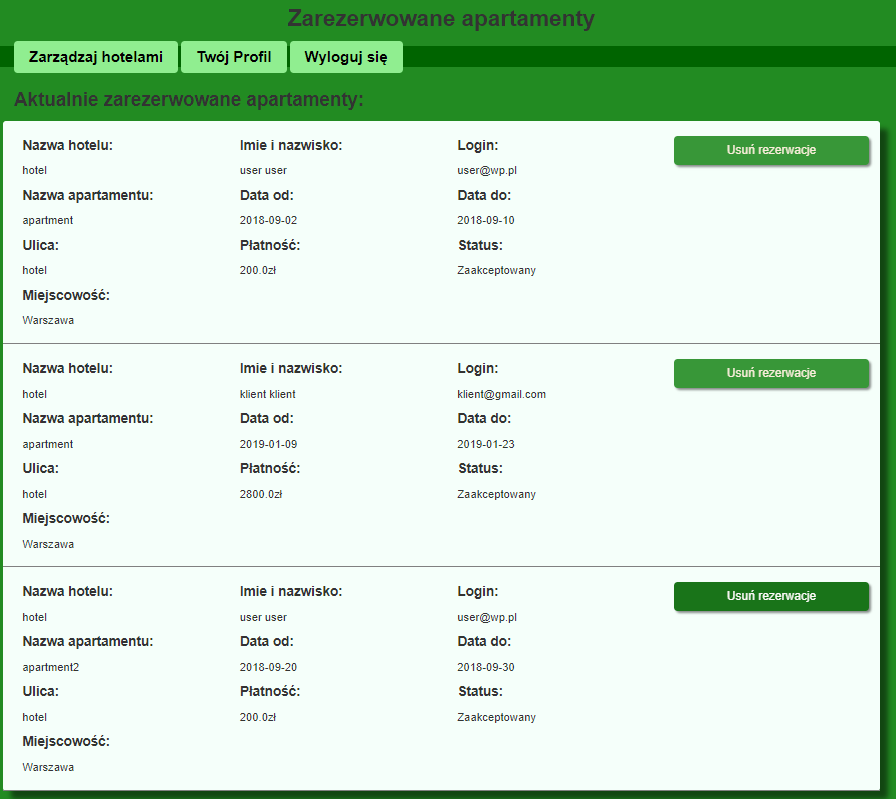 Zarezerwowane apartamenty
Zarządzaj hotelami Twój Profil Wyloguj się
Aktualnie zarezerwowane apartamenty:
Nazwa hotelu: Imie i nazwisko: Login: Usuń rezerwacje
hotel user user user@wp.pl
Nazwa apartamentu: Data od: Data do:
apartment 2018-09-02 2018-09-10
Ulica: Płatność: Status:
hotel 200.0zł Zaakceptowany
Miejscowość:
Warszawa
Nazwa hotelu: Imie i nazwisko: Login: Usuń rezerwacje
hotel klient klient klient@gmail.com
Nazwa apartamentu: Data od: Data do:
apartment 2019-01-09 2019-01-23
Ulica: Płatność: Status:
hotel 2800.0zł Zaakceptowany
Miejscowość:
Warszawa
Nazwa hotelu: Imie i nazwisko: Login: Usuń rezerwacje
hotel user user user@wp.pl
Nazwa apartamentu: Data od: Data do:
apartment2 2018-09-20 2018-09-30
Ulica: Płatność: Status:
hotel 200.0zł Zaakceptowany
Miejscowość:
Warszawa